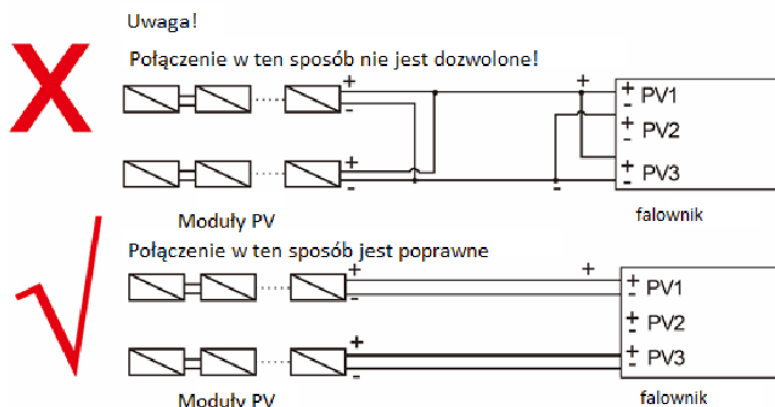 Uwaga!
Połączenie w ten sposób nie jest dozwolone!
+ + + PV1
- -
+ PV2
-
+ + PV3
- - -
Moduły PV falownik
Połączenie w ten sposób jest poprawne
+ + + PV1
- -
+ PV2
-
+ + PV3
- -
Moduły PV falownik